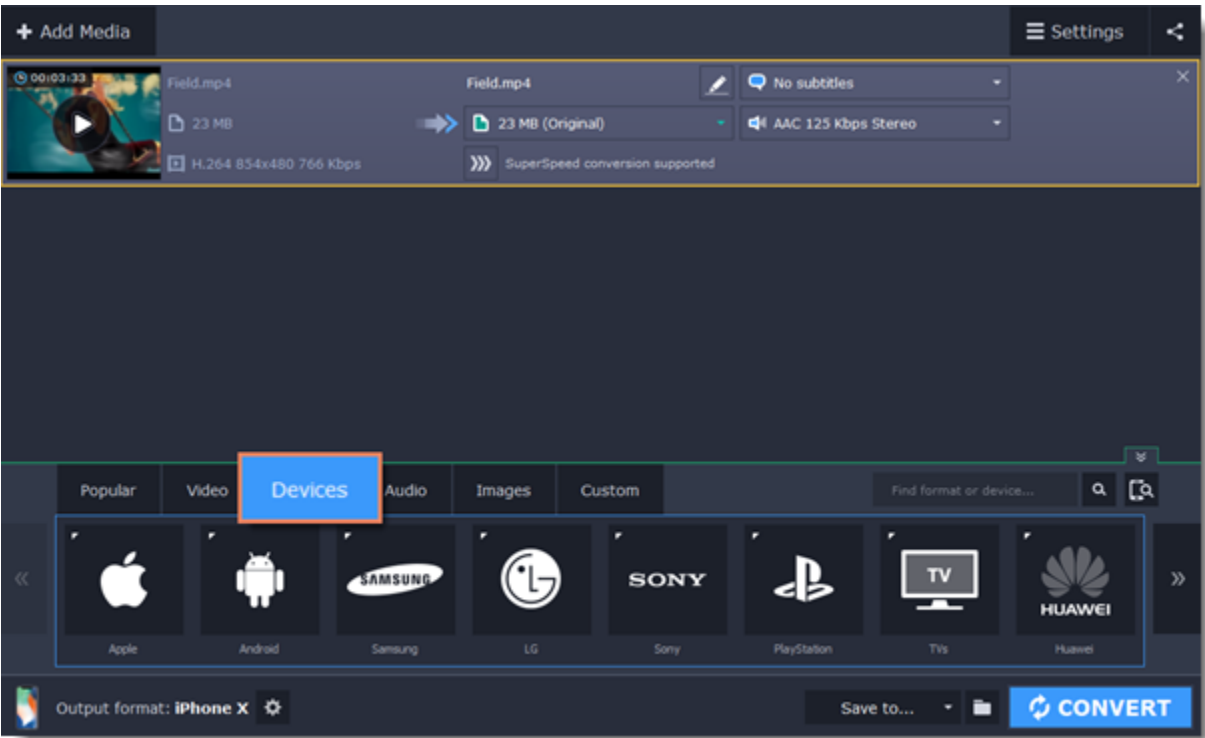 Add Media
Settings
00:03:33
Field.mp4
Field.mp4
No subtitles
23 MB
23 MB (Original)
AAC 125 Kbps Stereo
H.264 854x480 766 Kbps
SuperSpeed conversion supported
Popular
Video
Devices
Audio
Images
Custom
Find format or device...
SAMSUNG
LG
SONY
TV
HUAWEI
Apple
Android
Samsung
LG
Sony
PlayStation
TVs
Huawei
Output format: iPhone X
Save to...
CONVERT